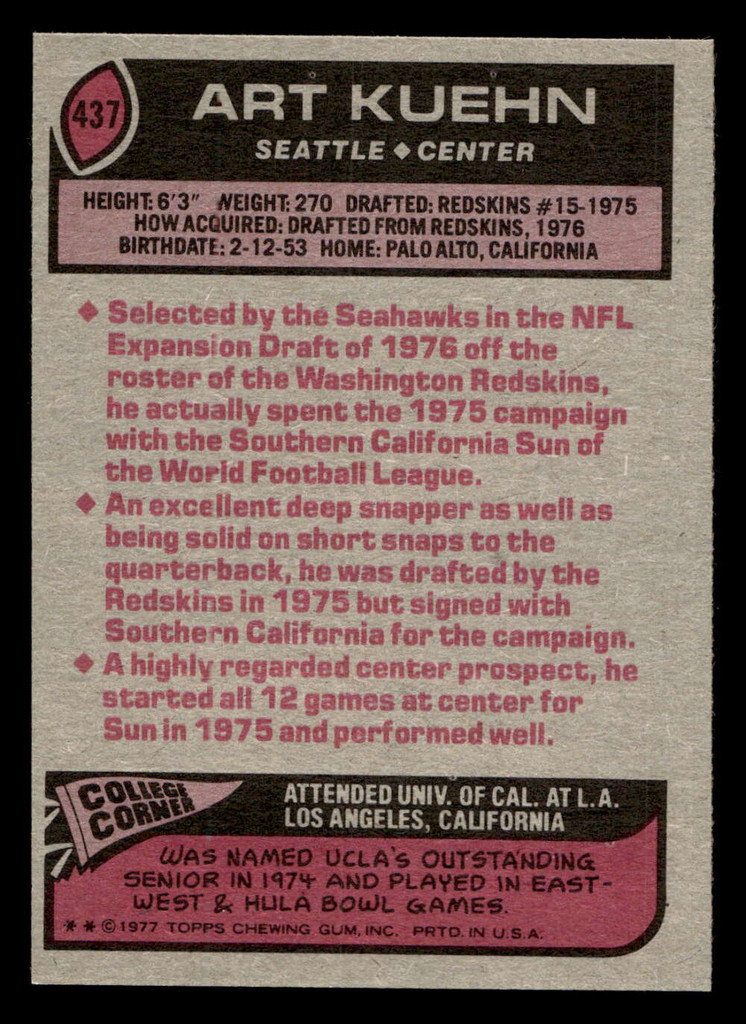 437
ART KUEHN
SEATTLE ◆ CENTER
HEIGHT: 6'3" WEIGHT: 270 DRAFTED: REDSKINS #15-1975
HOW ACQUIRED: DRAFTED FROM REDSKINS, 1976
BIRTHDATE: 2-12-53 HOME: PALO ALTO, CALIFORNIA
◆ Selected by the Seahawks in the NFL
Expansion Draft of 1976 off the
roster of the Washington Redskins,
he actually spent the 1975 campaign
with the Southern California Sun of
the World Football League.
◆ An excellent deep snapper as well as
being solid on short snaps to the
quarterback, he was drafted by the
Redskins in 1975 but signed with
Southern California for the campaign.
◆ A highly regarded center prospect, he
started all 12 games at center for
Sun in 1975 and performed well.
COLLEGE
CORNER
ATTENDED UNIV. OF CAL. AT L.A.
LOS ANGELES, CALIFORNIA
WAS NAMED UCLA'S OUTSTANDING
SENIOR IN 1974 AND PLAYED IN EAST-
WEST & HULA BOWL GAMES.
* * © 1977 TOPPS CHEWING GUM, INC. PRTD. IN U.S.A.